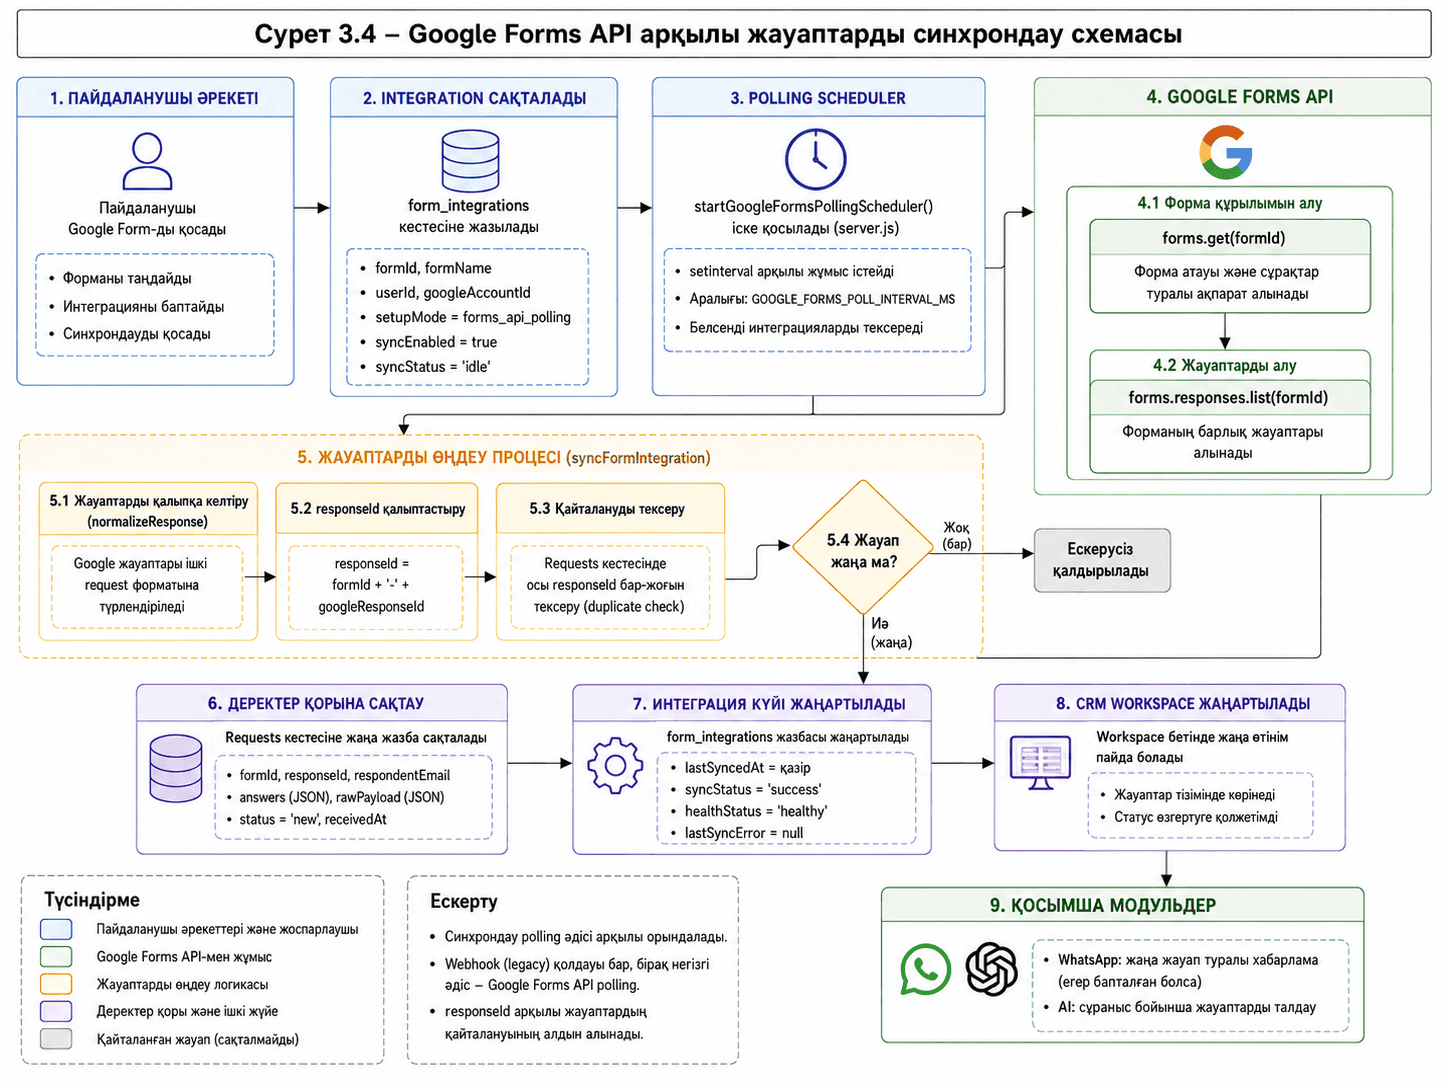 Сурет 3.4 – Google Forms API арқылы жауаптарды синхрондау схемасы
1. ПАЙДАЛАНУШЫ ӘРЕКЕТІ
Пайдаланушы
Google Form-ды қосады
• Форманы таңдайды
• Интеграцияны баптайды
• Синхрондауды қосады
2. INTEGRATION САҚТАЛАДЫ
form_integrations
кестесіне жазылады
• formId, formName
• userId, googleAccountId
• setupMode = forms_api_polling
• syncEnabled = true
• syncStatus = 'idle'
3. POLLING SCHEDULER
startGoogleFormsPollingScheduler()
іске қосылады (server.js)
• setinterval арқылы жұмыс істейді
• Аралығы: GOOGLE_FORMS_POLL_INTERVAL_MS
• Белсенді интеграцияларды тексереді
4. GOOGLE FORMS API
4.1 Форма құрылымын алу
forms.get(formId)
Форма атауы және сұрақтар
туралы ақпарат алынады
4.2 Жауаптарды алу
forms.responses.list(formId)
Форманың барлық жауаптары
алынады
5. ЖАУАПТАРДЫ ӨҢДЕУ ПРОЦЕСІ (syncFormIntegration)
5.1 Жауаптарды қалыпқа келтіру
(normalizeResponse)
Google жауаптары ішкі
request форматына
түрлендіріледі
5.2 responseId қалыптастыру
responseId =
formId + '-' +
googleResponseId
5.3 Қайталануды тексеру
Requests кестесінде
осы responseId бар-жоғын
тексеру (duplicate check)
5.4 Жауап
жаңа ма?
Жоқ
(бар)
Ескерусіз
қалдырылады
Иә
(жаңа)
6. ДЕРЕКТЕР ҚОРЫНА САҚТАУ
Requests кестесіне жаңа жазба сақталады
• formId, responseId, respondentEmail
• answers (JSON), rawPayload (JSON)
• status = 'new', receivedAt
7. ИНТЕГРАЦИЯ КҮЙІ ЖАҢАРТЫЛАДЫ
form_integrations жазбасы жаңартылады
• lastSyncedAt = қазір
• syncStatus = 'success'
• healthStatus = 'healthy'
• lastSyncError = null
8. CRM WORKSPACE ЖАҢАРТЫЛАДЫ
Workspace бетінде жаңа өтінім
пайда болады
• Жауаптар тізімінде көрінеді
• Статус өзгертуге қолжетімді
9. ҚОСЫМША МОДУЛЬДЕР
• WhatsApp: жаңа жауап туралы хабарлама
(егер бапталған болса)
• AI: сұраныс бойынша жауаптарды талдау
Түсіндірме
Пайдаланушы әрекеттері және жоспарлаушы
Google Forms API-мен жұмыс
Жауаптарды өңдеу логикасы
Деректер қоры және ішкі жүйе
Қайталанған жауап (сақталмайды)
Ескерту
• Синхрондау polling әдісі арқылы орындалады.
• Webhook (legacy) қолдауы бар, бірақ негізгі
әдіс – Google Forms API polling.
• responseId арқылы жауаптардың
қайталануының алдын алынады.